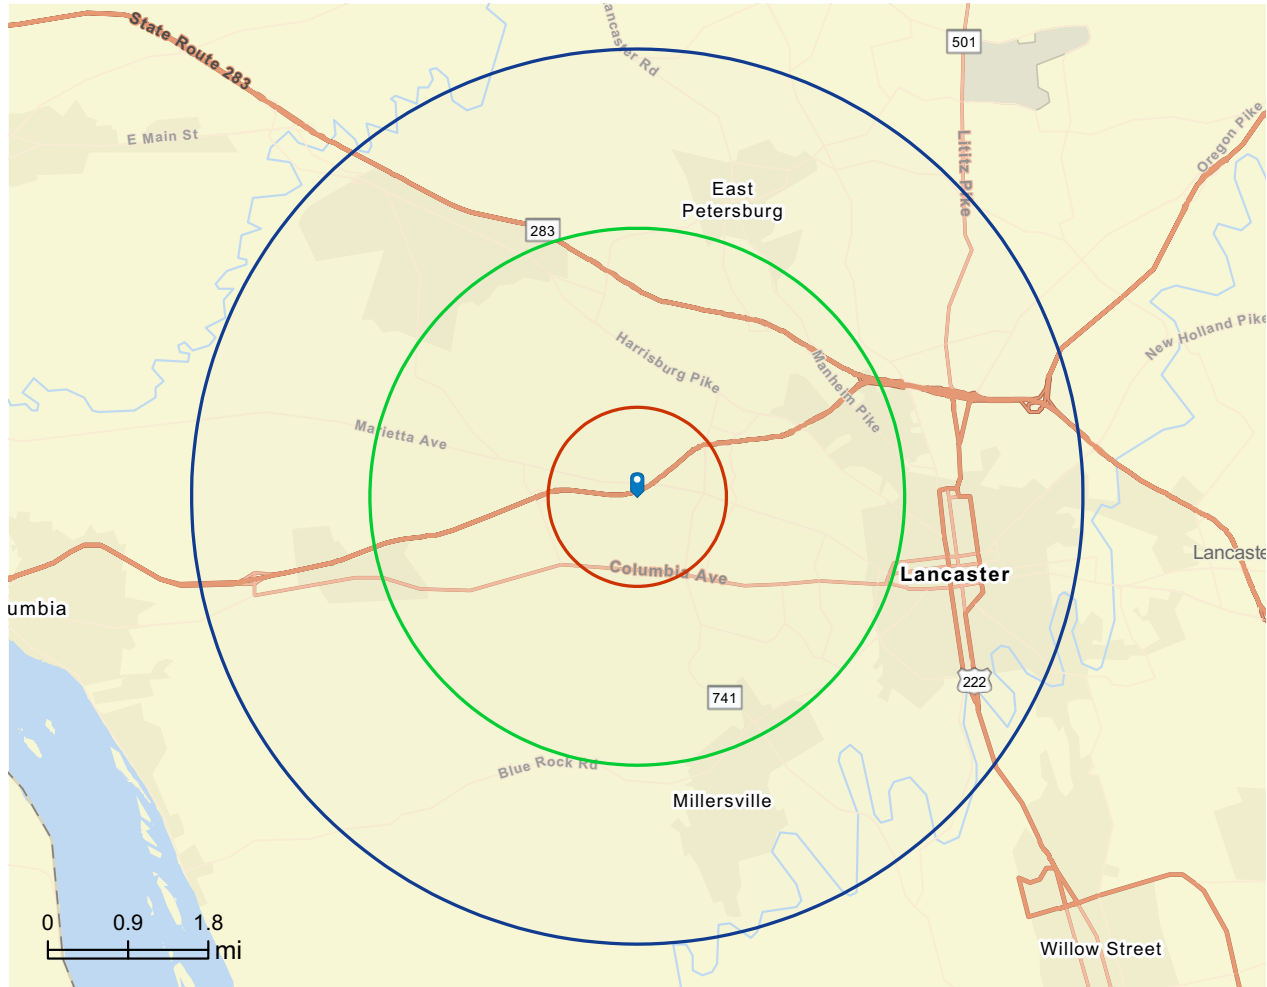 ancaster Rd
501
State Route 283
E Main St
Oregon Pike
Lititz Pike
East
Petersburg
283
New Holland Pike
Harrisburg Pike
Manheim Pike
Marietta Ave
Lancaste
Columbia Ave
Lancaster
umbia
222
741
Blue Rock Rd
Millersville
0 0.9 1.8
mi
Willow Street